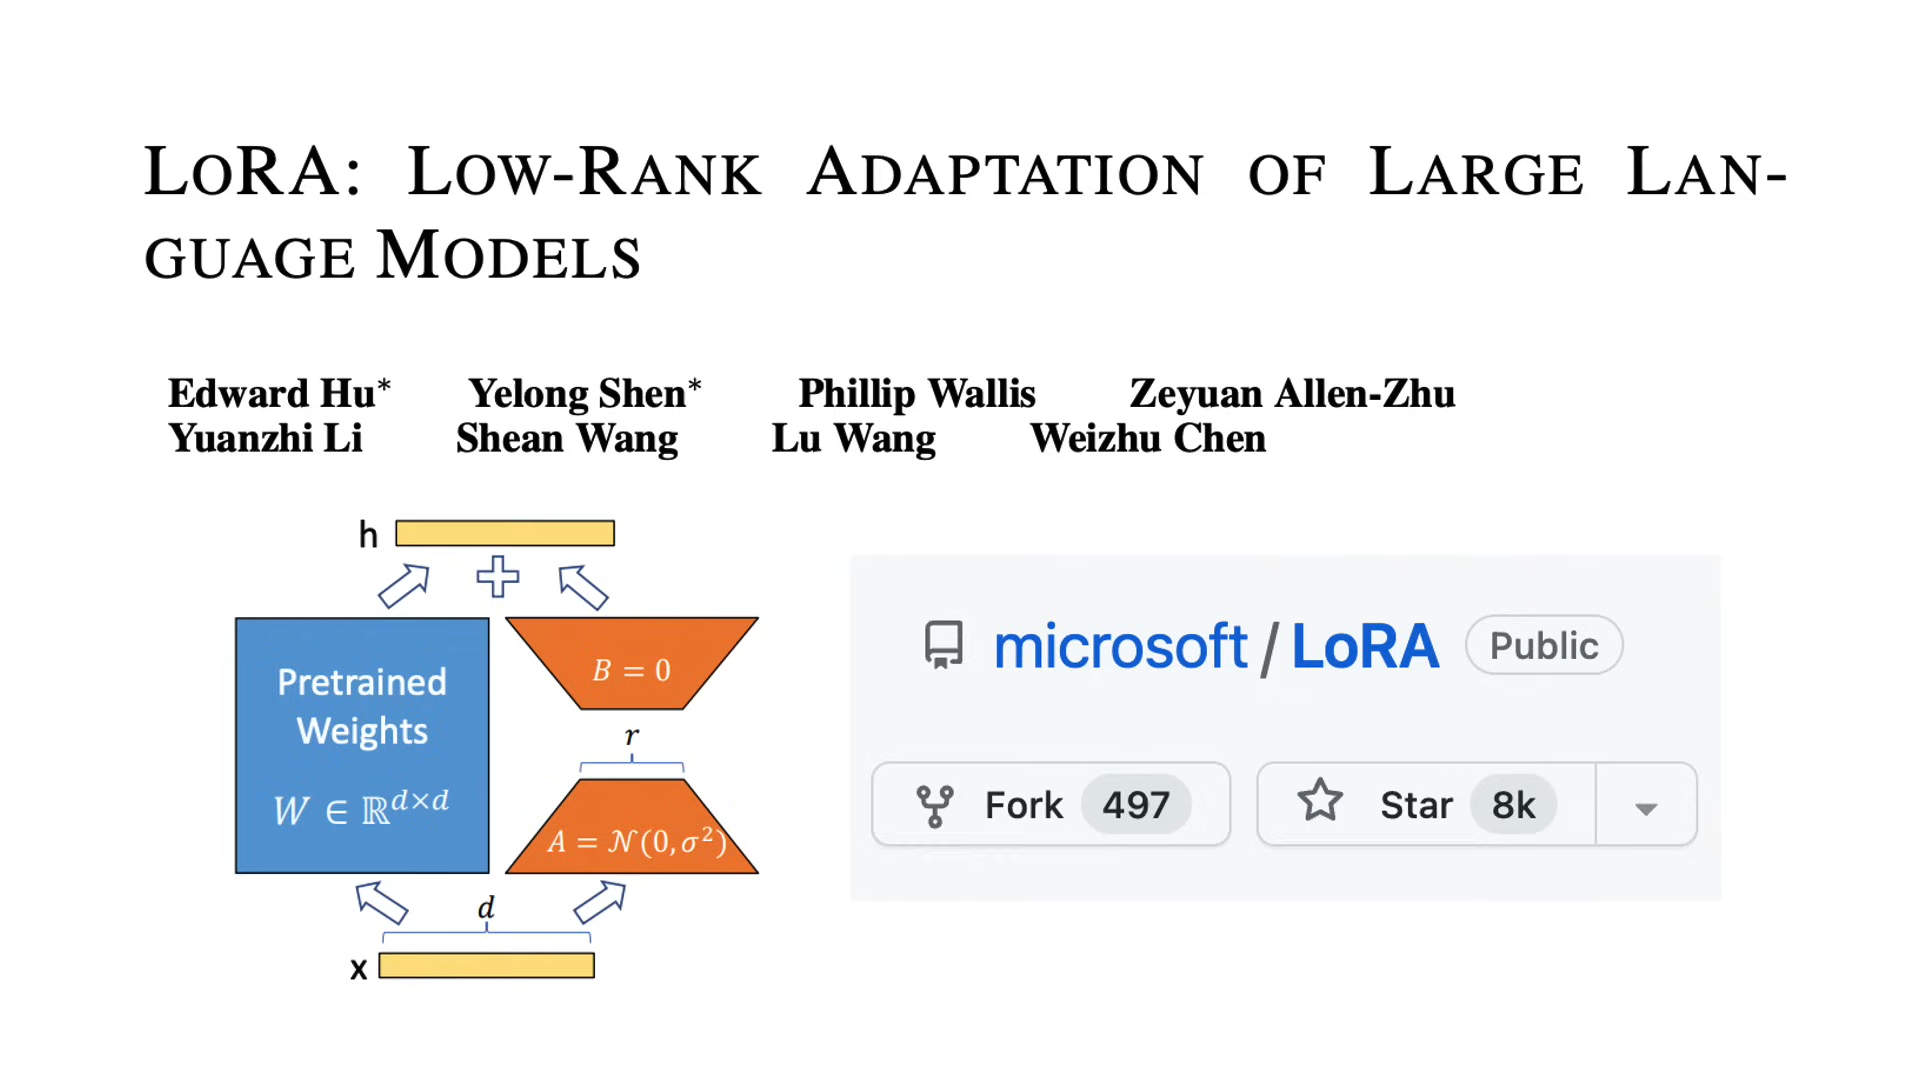 LORA: LOW-RANK ADAPTATION OF LARGE LAN-
GUAGE MODELS
Edward Hu* Yelong Shen* Phillip Wallis Zeyuan Allen-Zhu
Yuanzhi Li Shean Wang Lu Wang Weizhu Chen
h
Pretrained
Weights
W ∈ ℝ^{d×d}
B = 0
r
A = 𝒩(0, σ²)
d
x
microsoft / LoRA Public
Fork 497 Star 8k